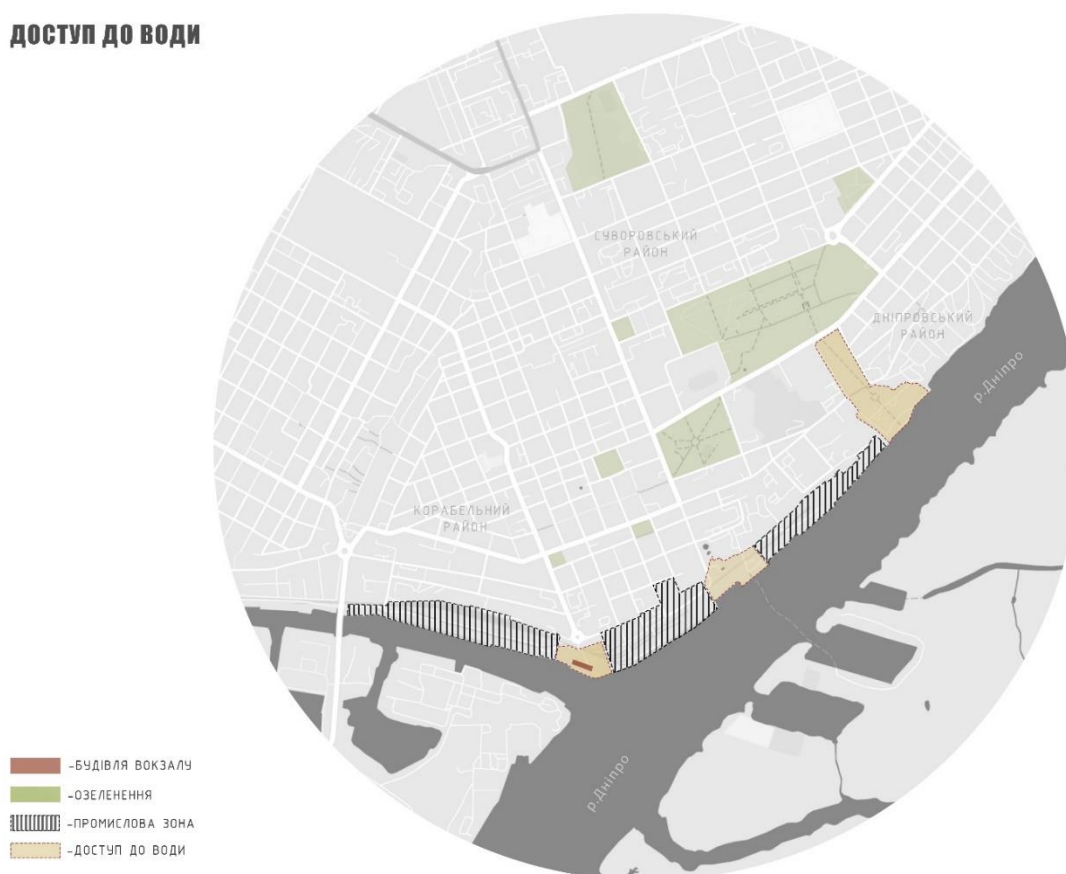 ДОСТУП ДО ВОДИ
СУВОРОВСЬКИЙ
РАЙОН
ДНІПРОВСЬКИЙ
РАЙОН
р.Дніпро
КОРАБЕЛЬНИЙ
РАЙОН
р.Дніпро
-БУДІВЛЯ ВОКЗАЛУ
-ОЗЕЛЕНЕННЯ
-ПРОМИСЛОВА ЗОНА
-ДОСТУП ДО ВОДИ